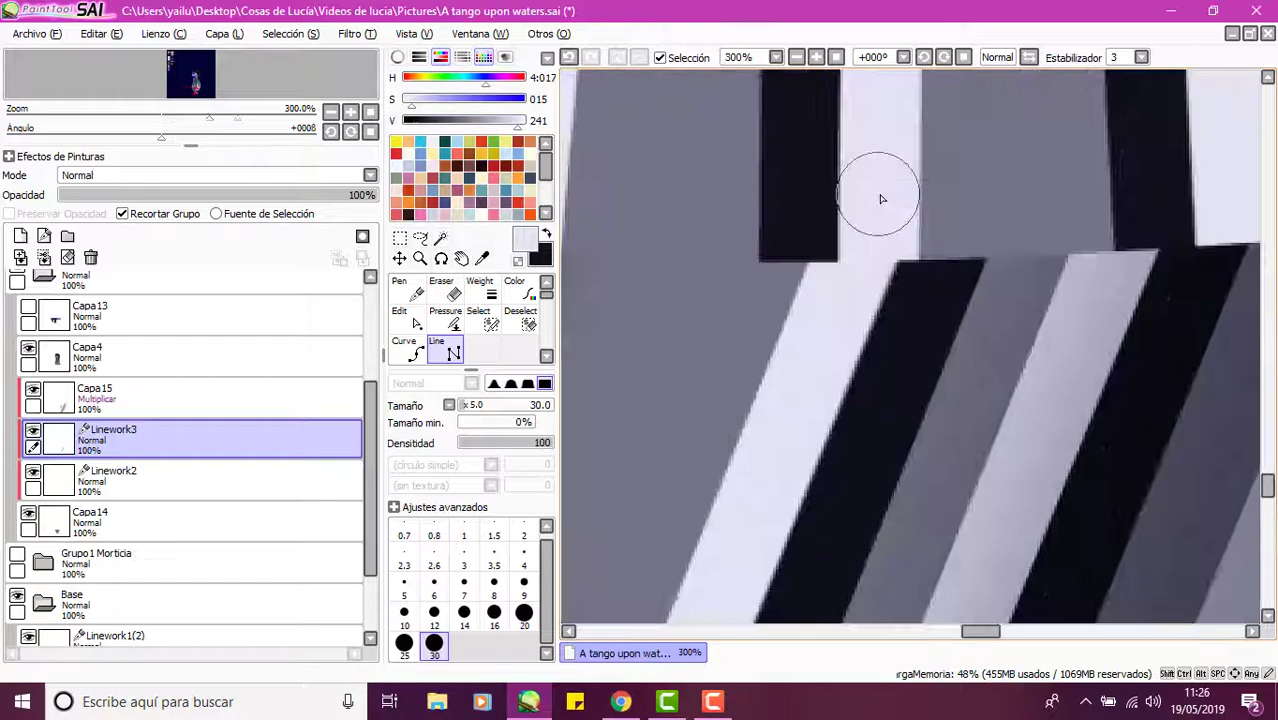 PaintTool SAI C:\Users\yailu\Desktop\Cosas de Lucía\Videos de lucia\Pictures\A tango upon waters.sai (*)
Archivo (F) Editar (E) Lienzo (C) Capa (L) Selección (S) Filtro (T) Vista (V) Ventana (W) Otros (O)
Selección 300% +000° Normal Estabilizador 3
H 4:017
S 015
V 241
Zoom 300.0%
Ángulo +000ß
Efectos de Pinturas
Modo Normal
Opacidad 100%
Preservar Opacidad Recortar Grupo Fuente de Selección
Normal
100%
Capa13
Normal
100%
Capa4
Normal
100%
Capa15
Multiplicar
100%
Linework3
Normal
100%
Linework2
Normal
100%
Capa14
Normal
100%
Grupo1 Morticia
100%
Base
Normal
100%
Linework1(2)
Pen Eraser Weight Color
Edit Pressure Select Deselect
Curve Line
Normal
Tamaño x 5.0 30.0
Tamaño min. 0%
Densitidad 100
(círculo simple) 0
(sin textura) 0
Ajustes avanzados
0.7 0.8 1 1.5 2
2.3 2.6 3 3.5 4
5 6 7 8 9
10 12 14 16 20
25 30
A tango upon wat... 300%
rgaMemoria: 48% (455MB usados / 1069MB reservados) Shift Ctrl Alt SPC Any
Escribe aquí para buscar
11:26
19/05/2019
2